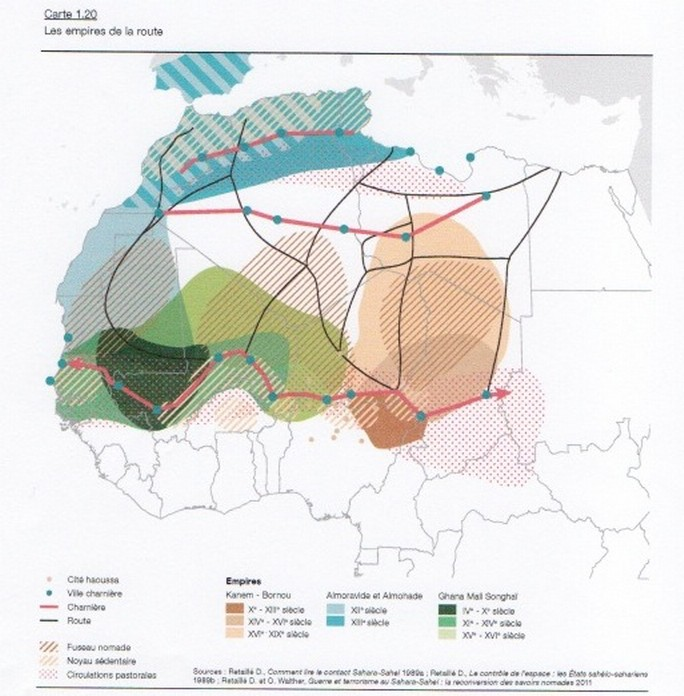 Carte 1.20
Les empires de la route
Cité haoussa
Ville charnière
Charnière
Route
Fuseau nomade
Noyau sédentaire
Circulations pastorales
Empires
Kanem - Bornou
Xe - XIIIe siècle
XIVe - XVIe siècle
XVIe XIXe siècle
Almoravide et Almohade
XIIe siècle
XIIIe siècle
Ghana Mali Songhaï
IVe - Xe siècle
XIe - XIVe siècle
XVe - XVIe siècle
Sources : Retaillé D., Comment lire le contact Sahara-Sahel 1989a ; Retaillé D., Le contrôle de l'espace : les États sahélo-sahariens
1989b ; Retaillé D. et O. Walther, Guerre et terrorisme au Sahara-Sahel : la reconversion des savoirs nomades 2011